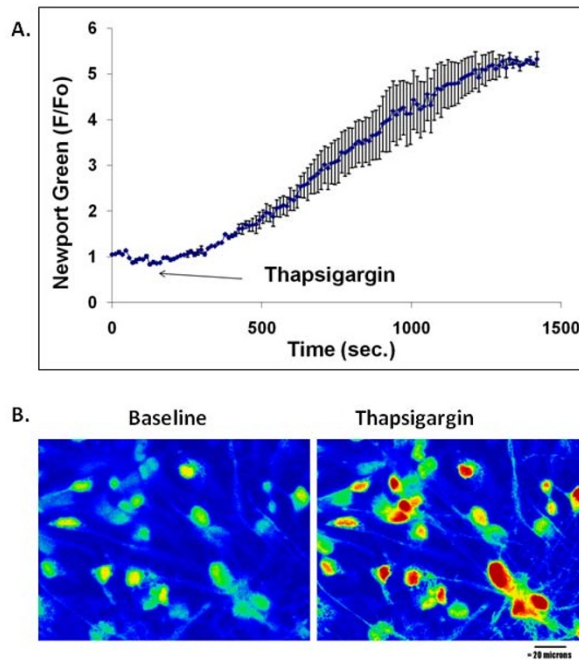 A.
Newport Green (F/Fo)
6
5
4
3
2
1
0
Thapsigargin
0 500 1000 1500
Time (sec.)
B.
Baseline Thapsigargin
= 20 microns